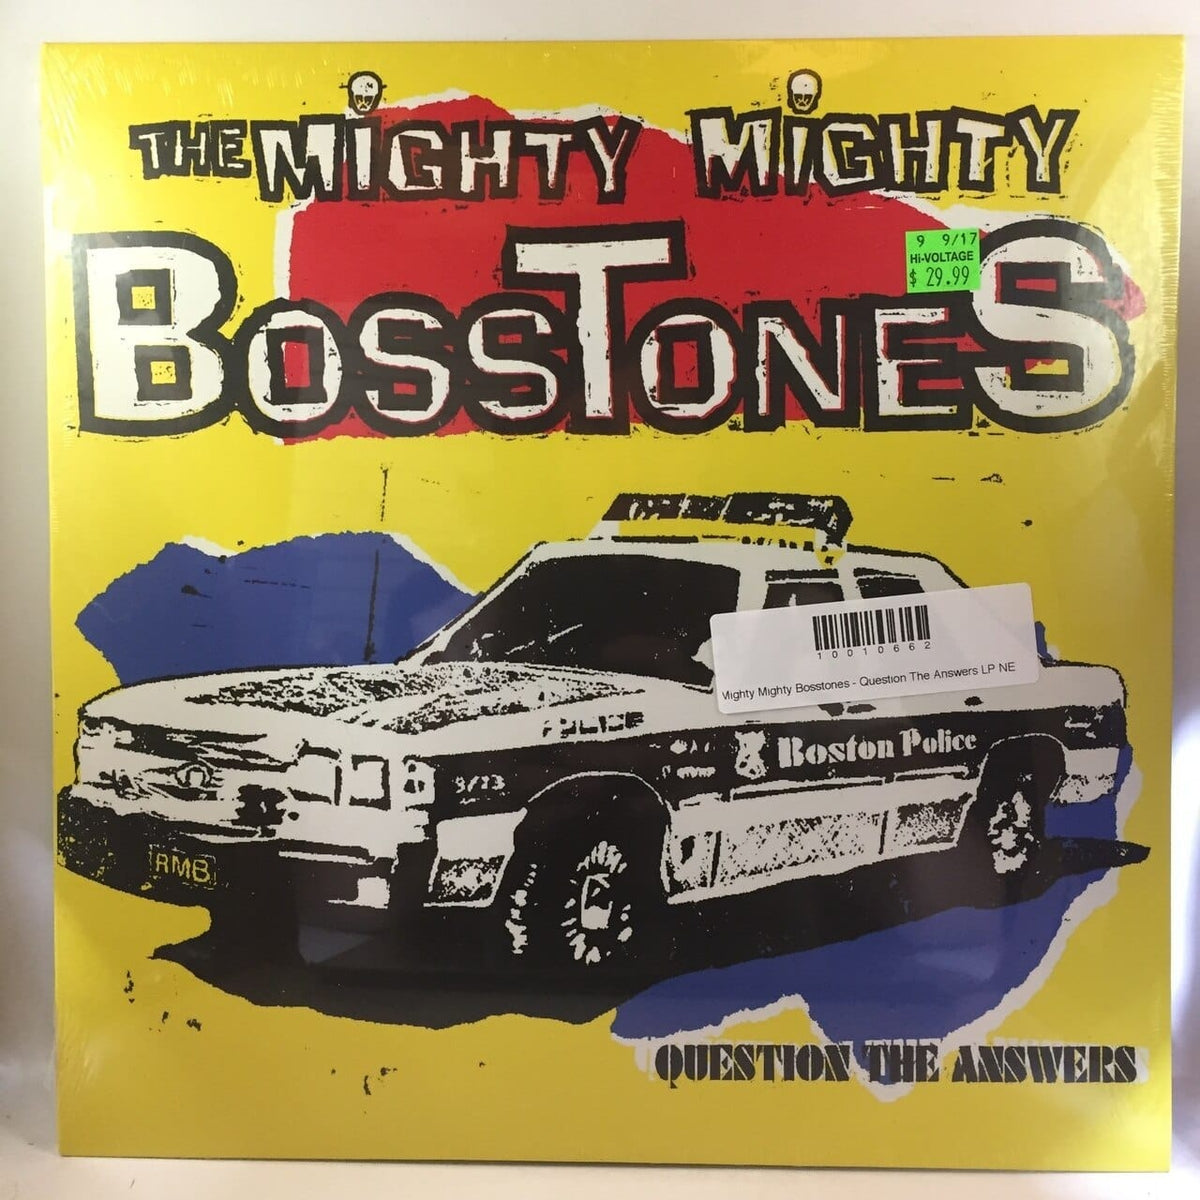 THE MIGHTY MIGHTY
BOSSTONES
9 9/17
Hi-VOLTAGE
$ 29.99
10010662
Mighty Mighty Bosstones - Question The Answers LP NE
POLICE
Boston Police
RMB
QUESTION THE ANSWERS